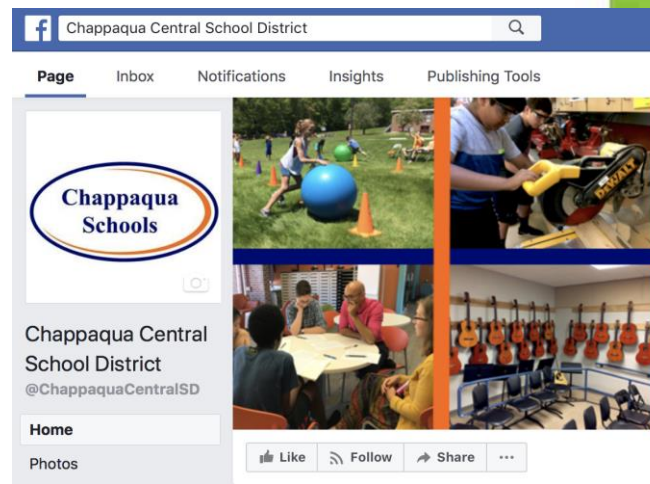 Chappaqua Central School District
Page Inbox Notifications Insights Publishing Tools
Chappaqua
Schools
DEWALT
Chappaqua Central
School District
@ChappaquaCentralSD
Home
Photos
Like Follow Share ...